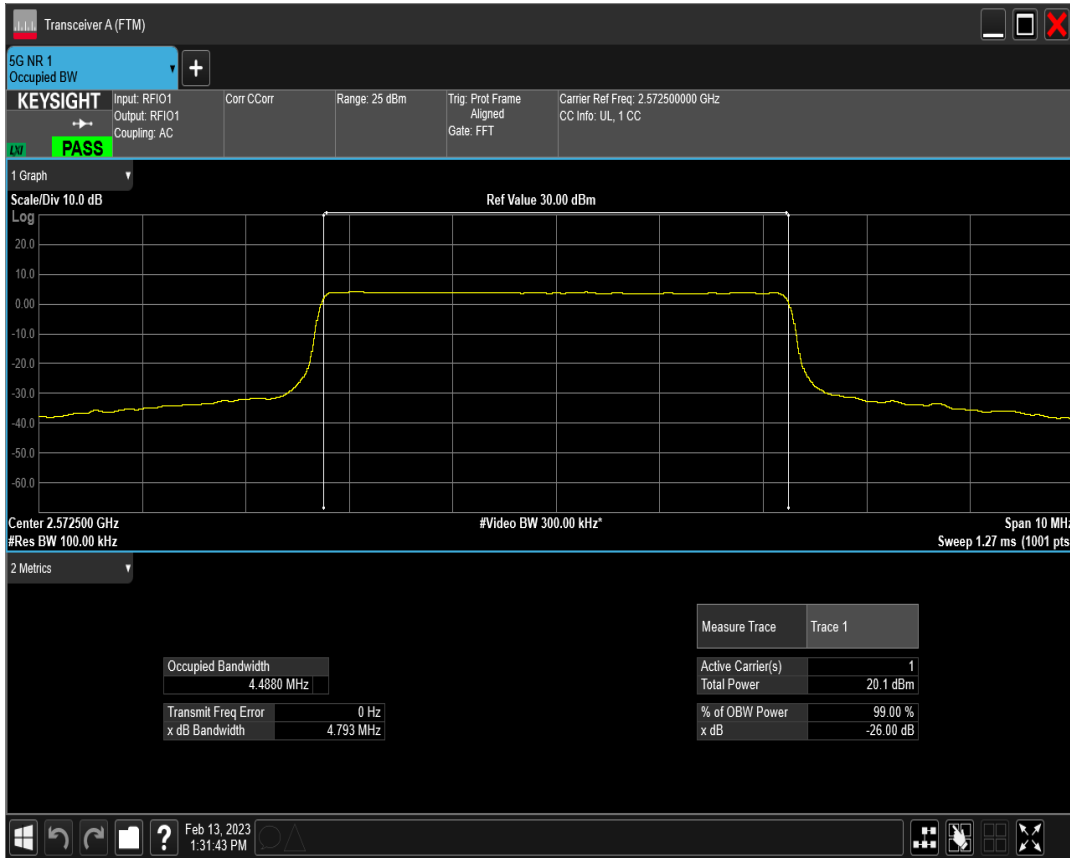 Transceiver A (FTM)
5G NR 1
Occupied BW
KEYSIGHT
LXI
PASS
Input: RFIO1
Output: RFIO1
Coupling: AC
Corr CCorr
Range: 25 dBm
Trig: Prot Frame
Aligned
Gate: FFT
Carrier Ref Freq: 2.572500000 GHz
CC Info: UL, 1 CC
1 Graph
Scale/Div 10.0 dB
Ref Value 30.00 dBm
Log
20.0
10.0
0.00
-10.0
-20.0
-30.0
-40.0
-50.0
-60.0
Center 2.572500 GHz
#Video BW 300.00 kHz*
Span 10 MHz
#Res BW 100.00 kHz
Sweep 1.27 ms (1001 pts
2 Metrics
Measure Trace Trace 1
Occupied Bandwidth
4.4880 MHz
Active Carrier(s) 1
Total Power 20.1 dBm
Transmit Freq Error 0 Hz
x dB Bandwidth 4.793 MHz
% of OBW Power 99.00 %
x dB -26.00 dB
Feb 13, 2023
1:31:43 PM